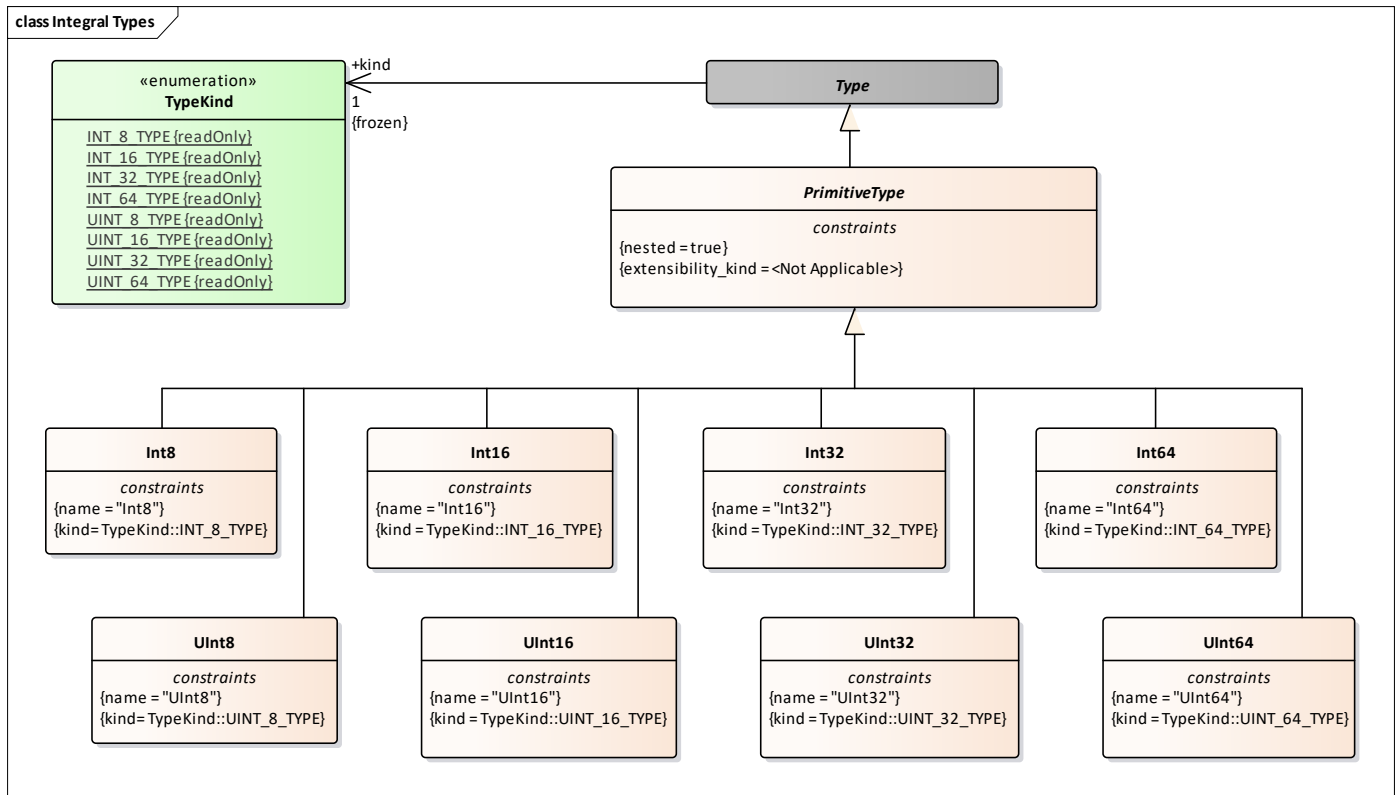 class Integral Types
«enumeration»
TypeKind
INT_8_TYPE {readOnly}
INT_16_TYPE {readOnly}
INT_32_TYPE {readOnly}
INT_64_TYPE {readOnly}
UINT_8_TYPE {readOnly}
UINT_16_TYPE {readOnly}
UINT_32_TYPE {readOnly}
UINT_64_TYPE {readOnly}
+kind
1
{frozen}
Type
PrimitiveType
constraints
{nested = true}
{extensibility_kind = <Not Applicable>}
Int8
constraints
{name = "Int8"}
{kind= TypeKind::INT_8_TYPE}
Int16
constraints
{name = "Int16"}
{kind = TypeKind::INT_16_TYPE}
Int32
constraints
{name = "Int32"}
{kind = TypeKind::INT_32_TYPE}
Int64
constraints
{name = "Int64"}
{kind = TypeKind::INT_64_TYPE}
UInt8
constraints
{name = "UInt8"}
{kind= TypeKind::UINT_8_TYPE}
UInt16
constraints
{name = "UInt16"}
{kind = TypeKind::UINT_16_TYPE}
UInt32
constraints
{name = "UInt32"}
{kind = TypeKind::UINT_32_TYPE}
UInt64
constraints
{name = "UInt64"}
{kind = TypeKind::UINT_64_TYPE}